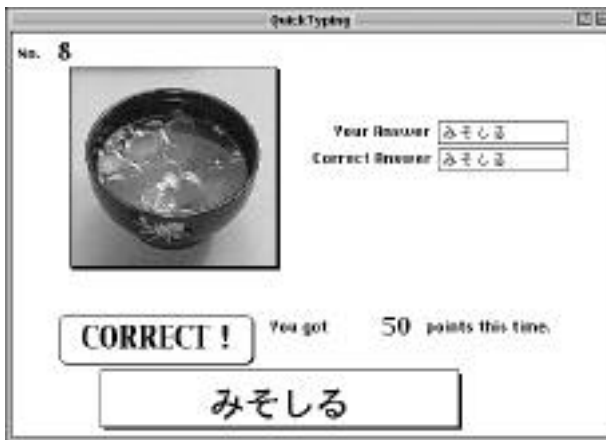 QuickTyping
No. 8
Your Answer みそしる
Correct Answer みそしる
CORRECT !
You got 50 points this time.
みそしる